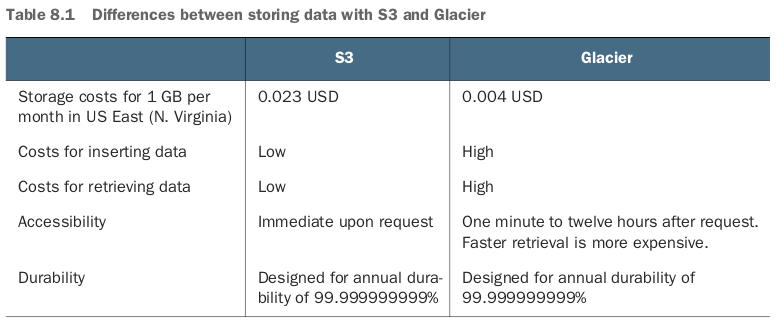 Table 8.1 Differences between storing data with S3 and Glacier
S3 Glacier
Storage costs for 1 GB per 0.023 USD 0.004 USD
month in US East (N. Virginia)
Costs for inserting data Low High
Costs for retrieving data Low High
Accessibility Immediate upon request One minute to twelve hours after request.
Faster retrieval is more expensive.
Durability Designed for annual dura- Designed for annual durability of
bility of 99.999999999% 99.999999999%